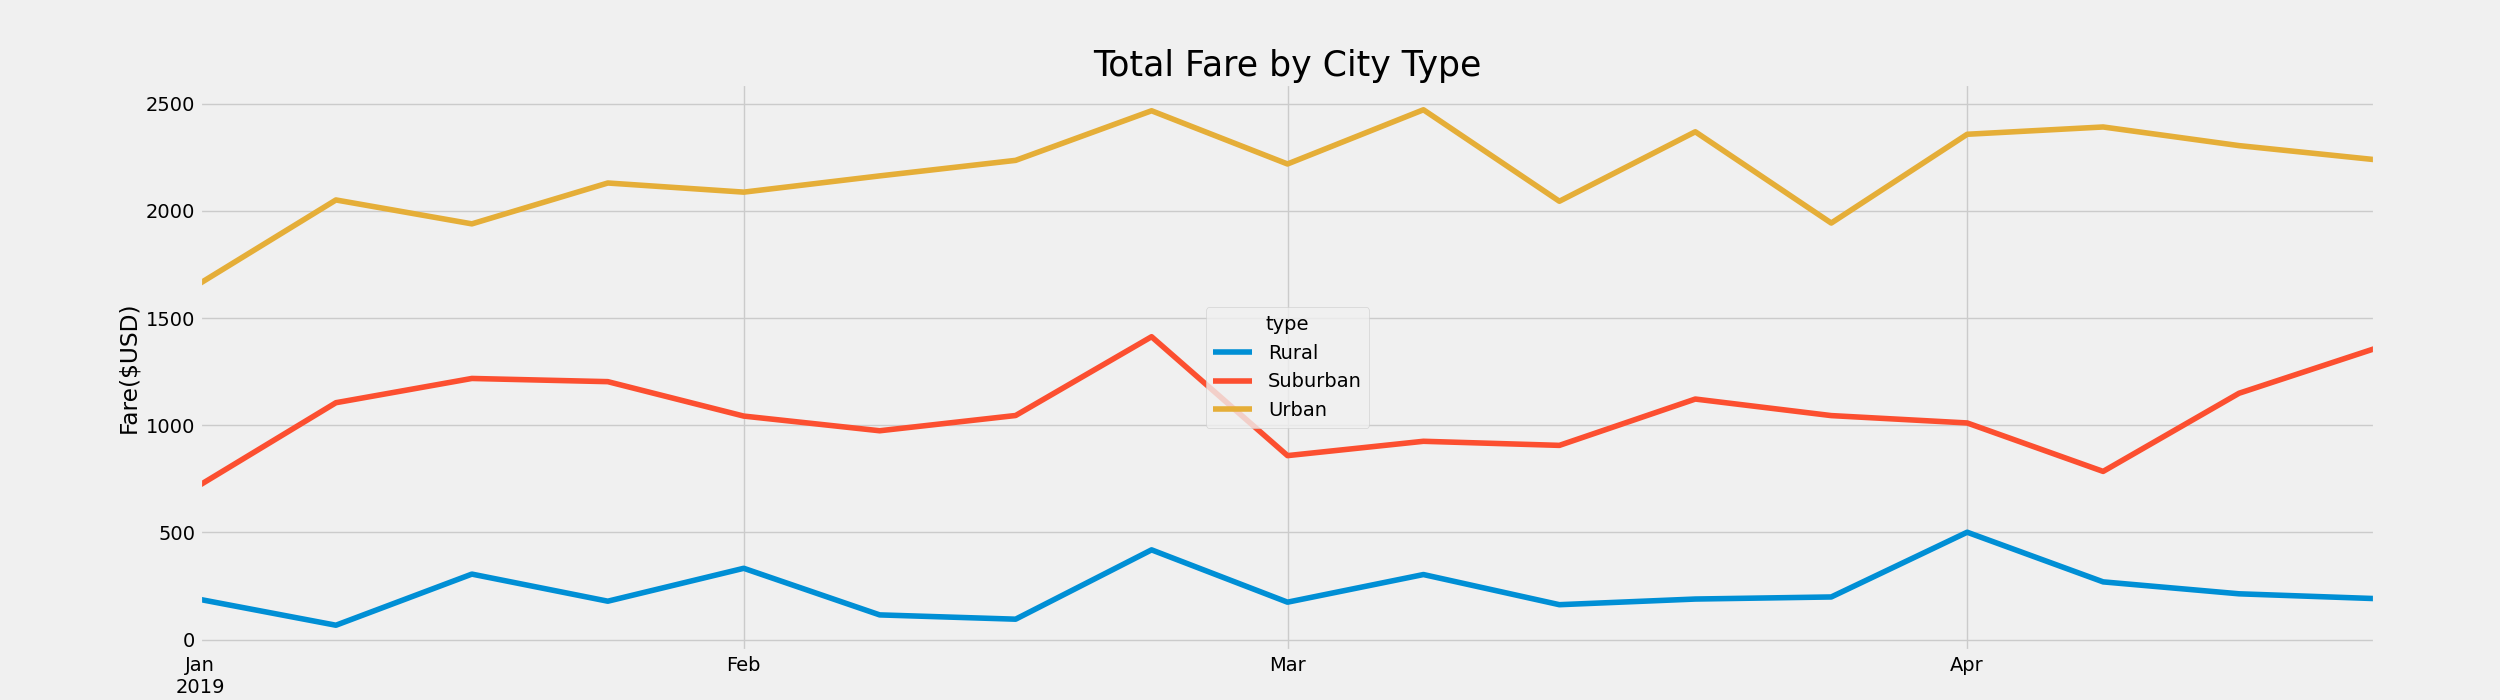 Total Fare by City Type
Fare($USD)
2500
2000
1500
1000
500
0
type
Rural
Suburban
Urban
Jan
2019
Feb
Mar
Apr